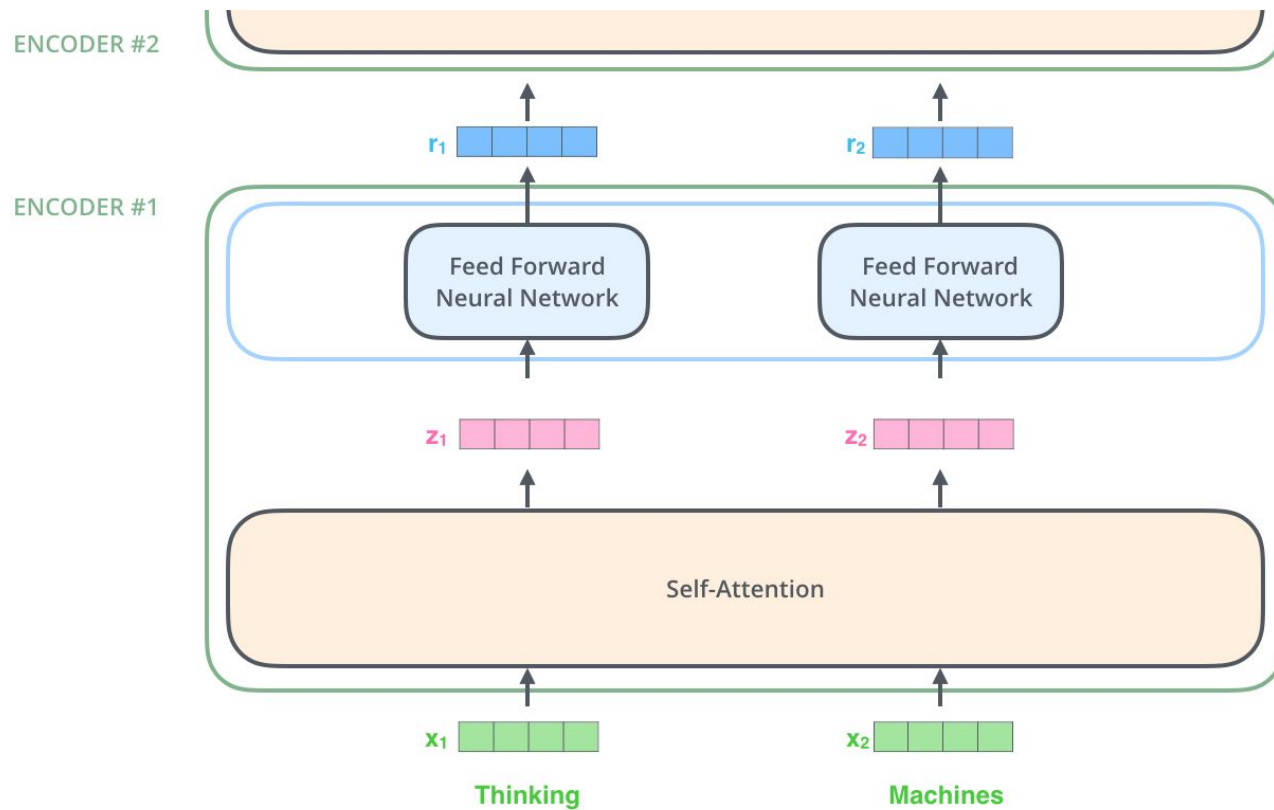 ENCODER #2
r₁
r₂
ENCODER #1
Feed Forward
Neural Network
Feed Forward
Neural Network
z₁
z₂
Self-Attention
x₁
x₂
Thinking
Machines